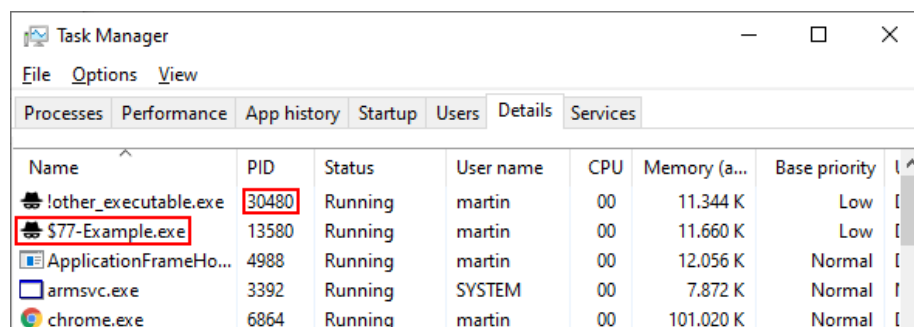 Task Manager
File Options View
Processes Performance App history Startup Users Details Services
Name PID Status User name CPU Memory (a... Base priority
!other_executable.exe 30480 Running martin 00 11.344 K Low
$77-Example.exe 13580 Running martin 00 11.660 K Low
ApplicationFrameHo... 4988 Running martin 00 12.056 K Normal
armsvc.exe 3392 Running SYSTEM 00 7.872 K Normal
chrome.exe 6864 Running martin 00 101.020 K Normal